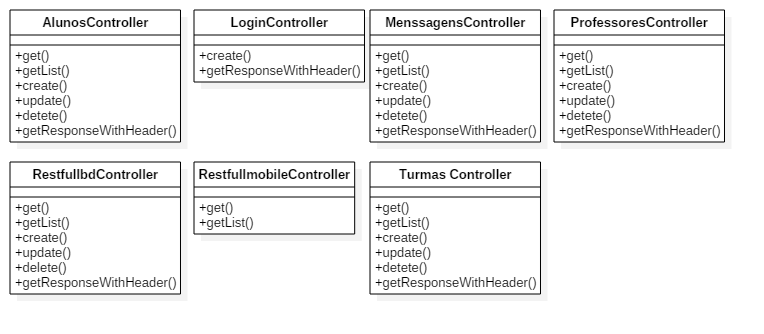 AlunosController
+get()
+getList()
+create()
+update()
+detete()
+getResponseWithHeader()
LoginController
+create()
+getResponseWithHeader()
MenssagensController
+get()
+getList()
+create()
+update()
+detete()
+getResponseWithHeader()
ProfessoresController
+get()
+getList()
+create()
+update()
+detete()
+getResponseWithHeader()
RestfullbdController
+get()
+getList()
+create()
+update()
+delete()
+getResponseWithHeader()
RestfullmobileController
+get()
+getList()
Turmas Controller
+get()
+getList()
+create()
+update()
+detete()
+getResponseWithHeader()